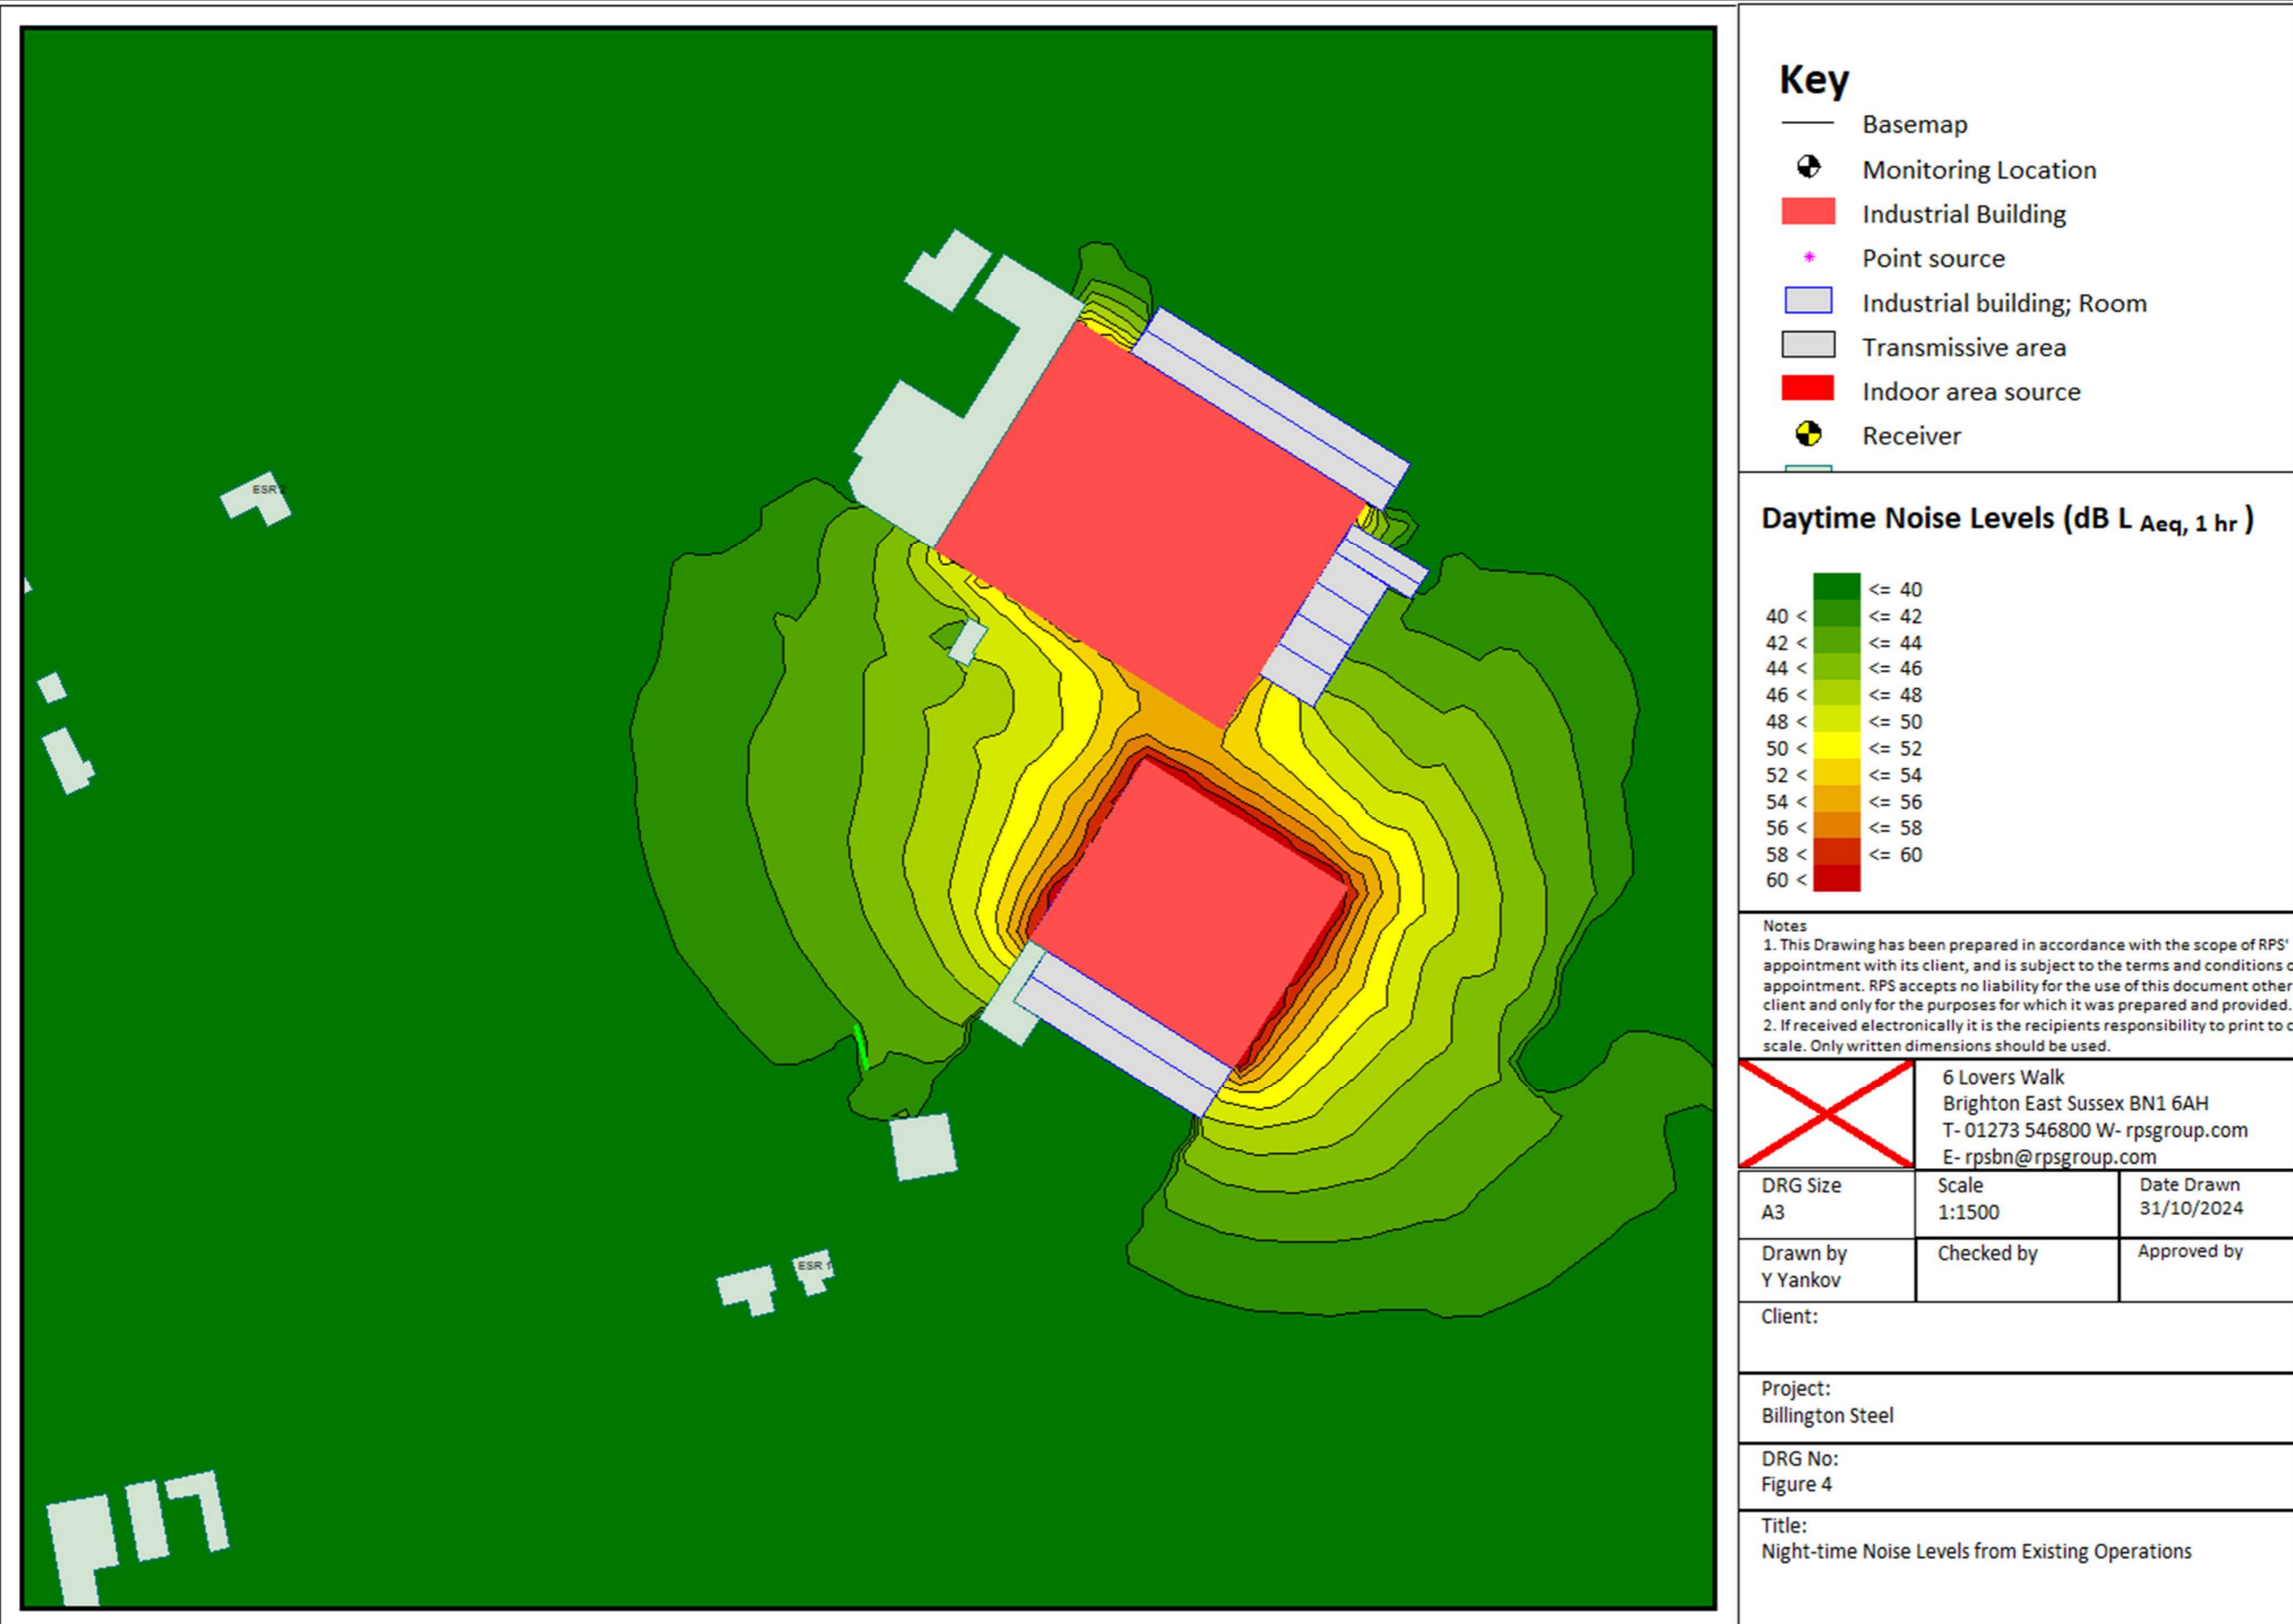 ESR 2
ESR 1
Key
Basemap
Monitoring Location
Industrial Building
Point source
Industrial building; Room
Transmissive area
Indoor area source
Receiver
Daytime Noise Levels (dB L Aeq, 1 hr )
<= 40
40 < <= 42
42 < <= 44
44 < <= 46
46 < <= 48
48 < <= 50
50 < <= 52
52 < <= 54
54 < <= 56
56 < <= 58
58 < <= 60
60 <
Notes
1. This Drawing has been prepared in accordance with the scope of RPS'
appointment with its client, and is subject to the terms and conditions o
appointment. RPS accepts no liability for the use of this document other
client and only for the purposes for which it was prepared and provided.
2. If received electronically it is the recipients responsibility to print to c
scale. Only written dimensions should be used.
6 Lovers Walk
Brighton East Sussex BN1 6AH
T- 01273 546800 W- rpsgroup.com
E- rpsbn@rpsgroup.com
DRG Size
A3
Scale
1:1500
Date Drawn
31/10/2024
Drawn by
Y Yankov
Checked by
Approved by
Client:
Project:
Billington Steel
DRG No:
Figure 4
Title:
Night-time Noise Levels from Existing Operations